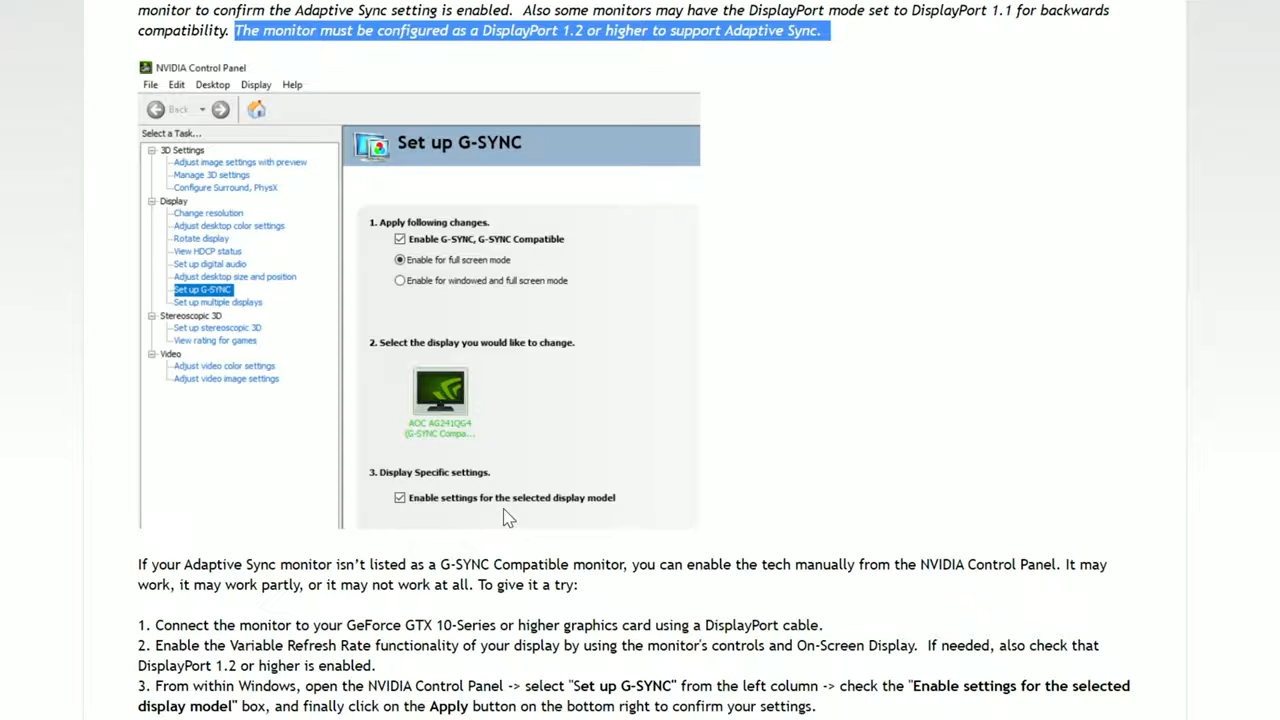 monitor to confirm the Adaptive Sync setting is enabled.  Also some monitors may have the DisplayPort mode set to DisplayPort 1.1 for backwards
compatibility. The monitor must be configured as a DisplayPort 1.2 or higher to support Adaptive Sync.
NVIDIA Control Panel
File Edit Desktop Display Help
Back
Select a Task...
3D Settings
Adjust image settings with preview
Manage 3D settings
Configure Surround, PhysX
Display
Change resolution
Adjust desktop color settings
Rotate display
View HDCP status
Set up digital audio
Adjust desktop size and position
Set up G-SYNC
Set up multiple displays
Stereoscopic 3D
Set up stereoscopic 3D
View rating for games
Video
Adjust video color settings
Adjust video image settings
Set up G-SYNC
1. Apply following changes.
Enable G-SYNC, G-SYNC Compatible
Enable for full screen mode
Enable for windowed and full screen mode
2. Select the display you would like to change.
AOC AG241QG4
(G-SYNC Compa...
3. Display Specific settings.
Enable settings for the selected display model
If your Adaptive Sync monitor isn’t listed as a G-SYNC Compatible monitor, you can enable the tech manually from the NVIDIA Control Panel. It may
work, it may work partly, or it may not work at all. To give it a try:
1. Connect the monitor to your GeForce GTX 10-Series or higher graphics card using a DisplayPort cable.
2. Enable the Variable Refresh Rate functionality of your display by using the monitor's controls and On-Screen Display.  If needed, also check that
DisplayPort 1.2 or higher is enabled.
3. From within Windows, open the NVIDIA Control Panel -> select "Set up G-SYNC" from the left column -> check the "Enable settings for the selected
display model" box, and finally click on the Apply button on the bottom right to confirm your settings.